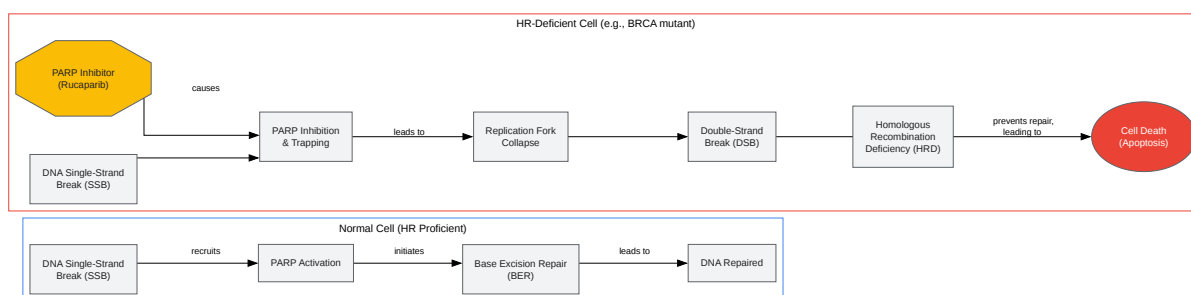 HR-Deficient Cell (e.g., BRCA mutant)
PARP Inhibitor
(Rucaparib)
causes
DNA Single-Strand
Break (SSB)
PARP Inhibition
& Trapping
leads to
Replication Fork
Collapse
Double-Strand
Break (DSB)
Homologous
Recombination
Deficiency (HRD)
prevents repair,
leading to
Cell Death
(Apoptosis)
Normal Cell (HR Proficient)
DNA Single-Strand
Break (SSB)
recruits
PARP Activation
initiates
Base Excision Repair
(BER)
leads to
DNA Repaired